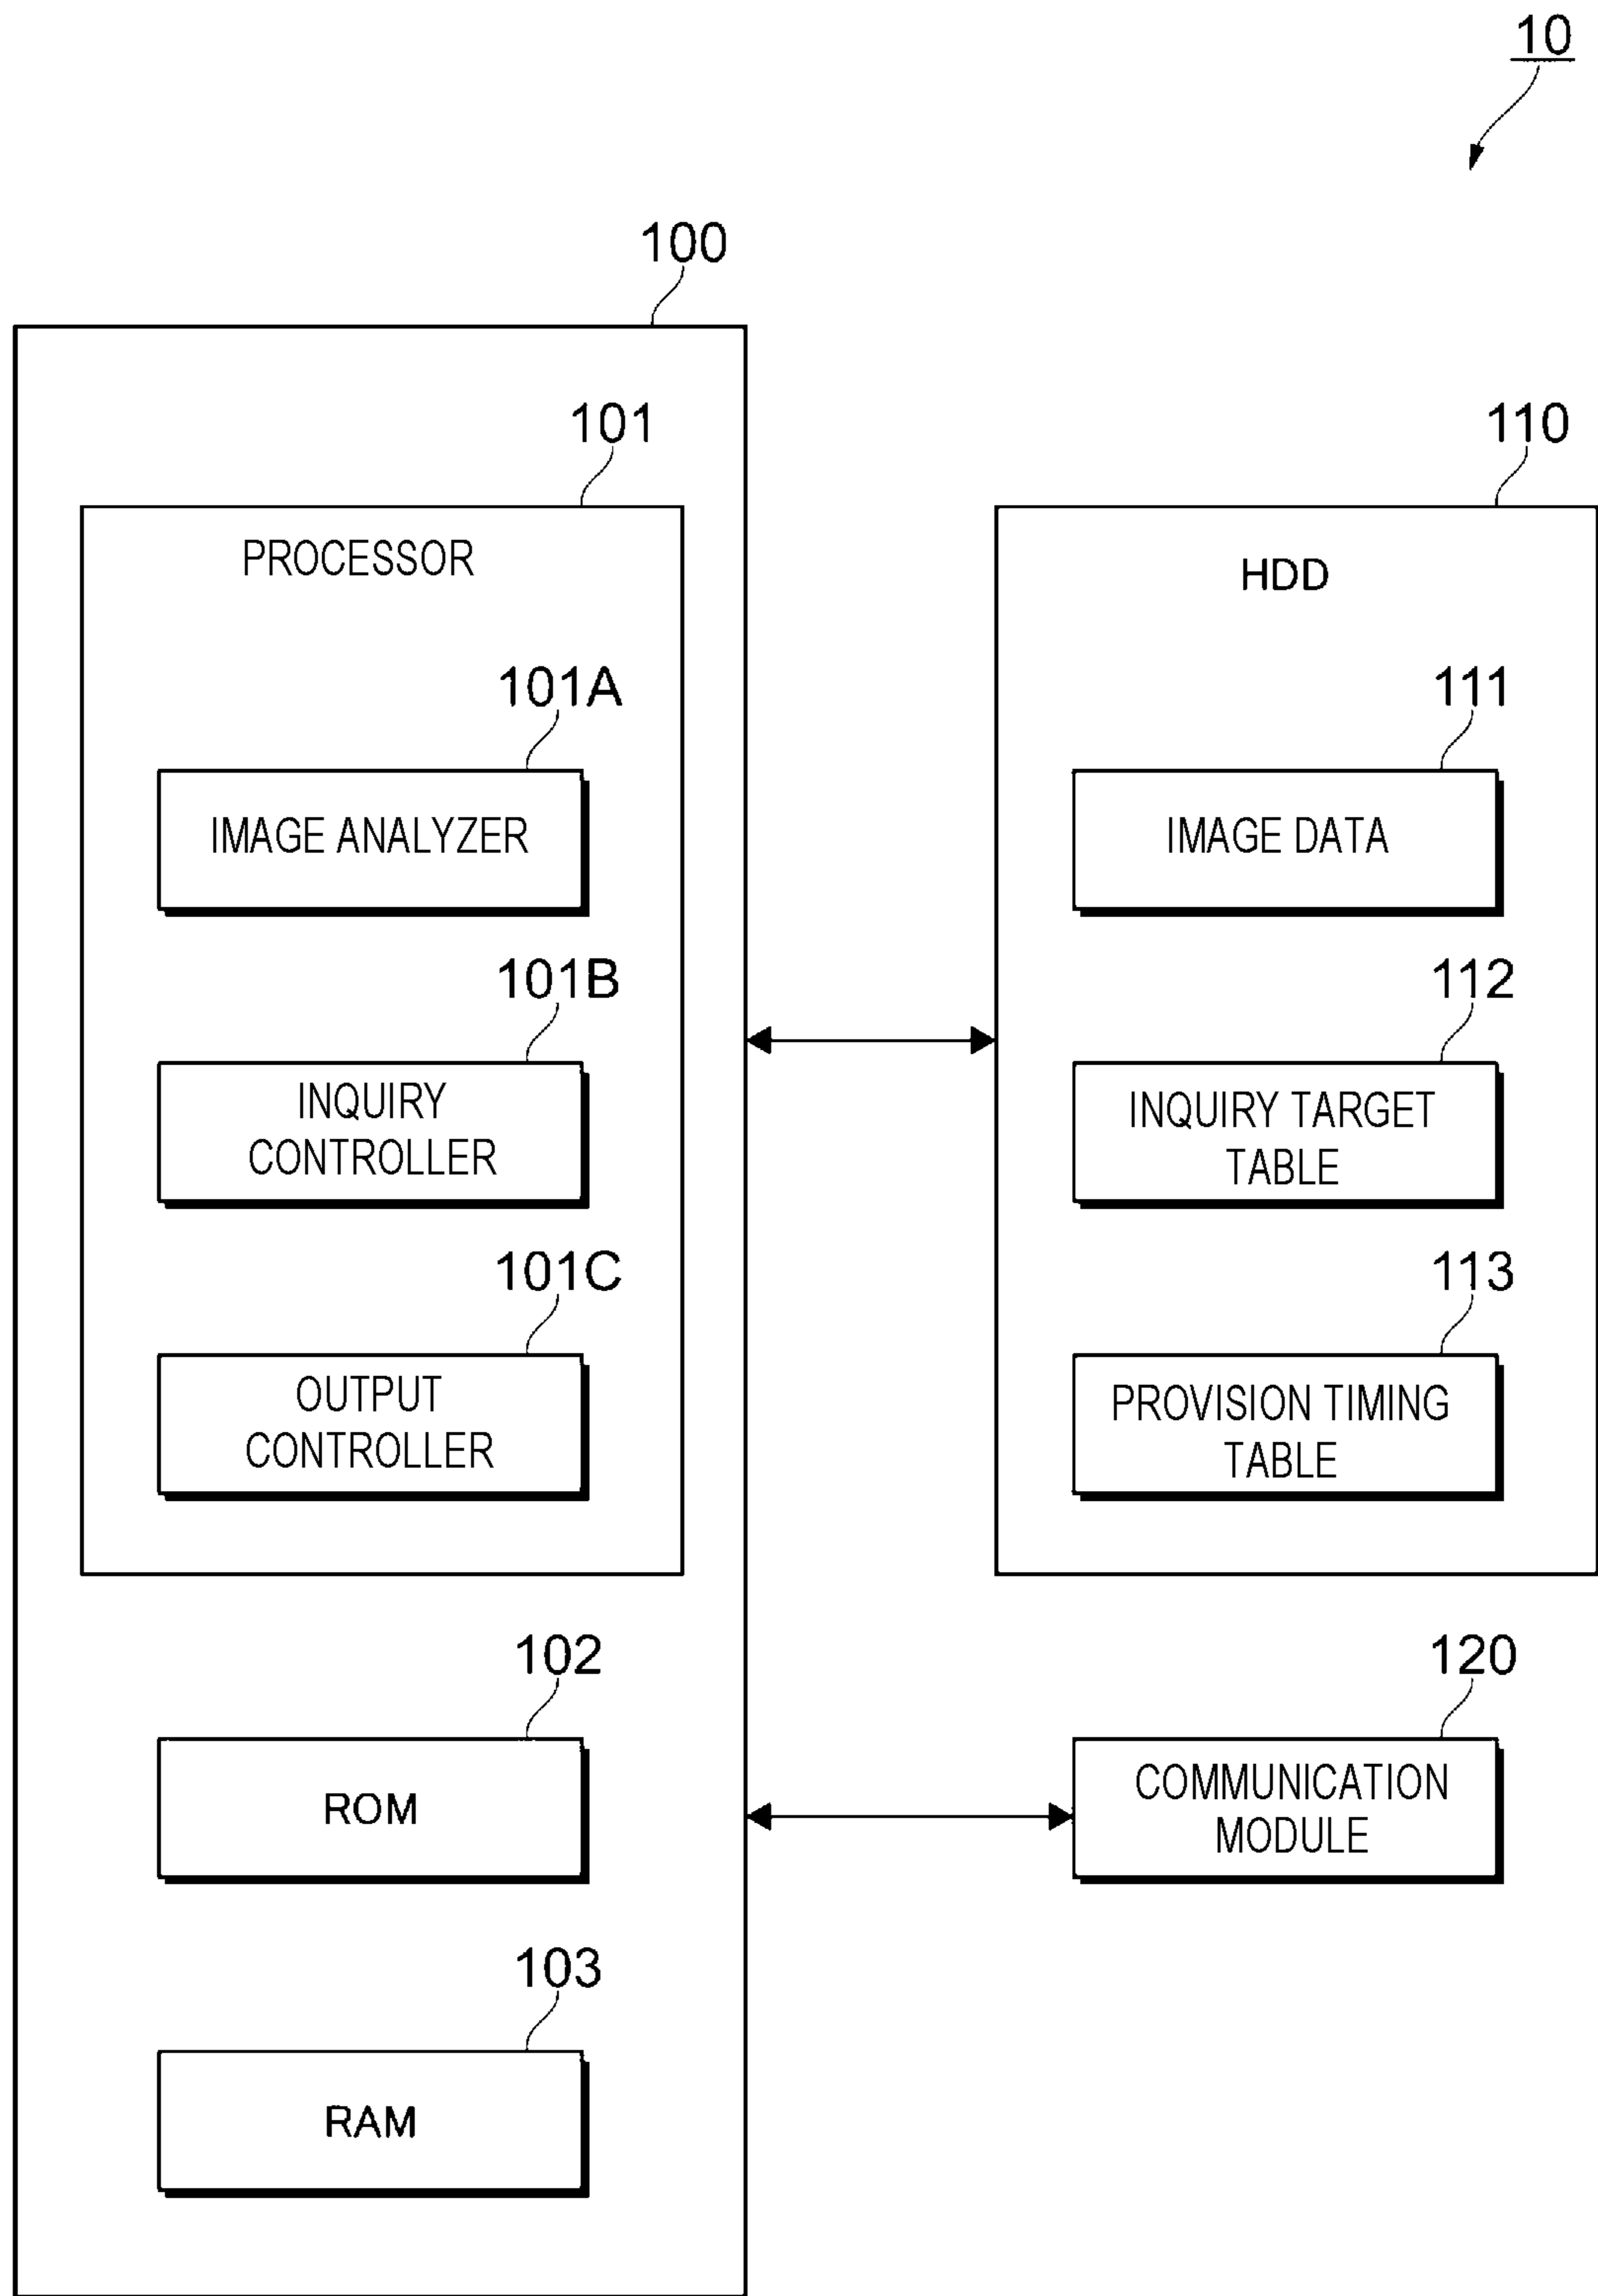 10
100
101
PROCESSOR
101A
IMAGE ANALYZER
101B
INQUIRY
CONTROLLER
101C
OUTPUT
CONTROLLER
102
ROM
103
RAM
110
HDD
111
IMAGE DATA
112
INQUIRY TARGET
TABLE
113
PROVISION TIMING
TABLE
120
COMMUNICATION
MODULE